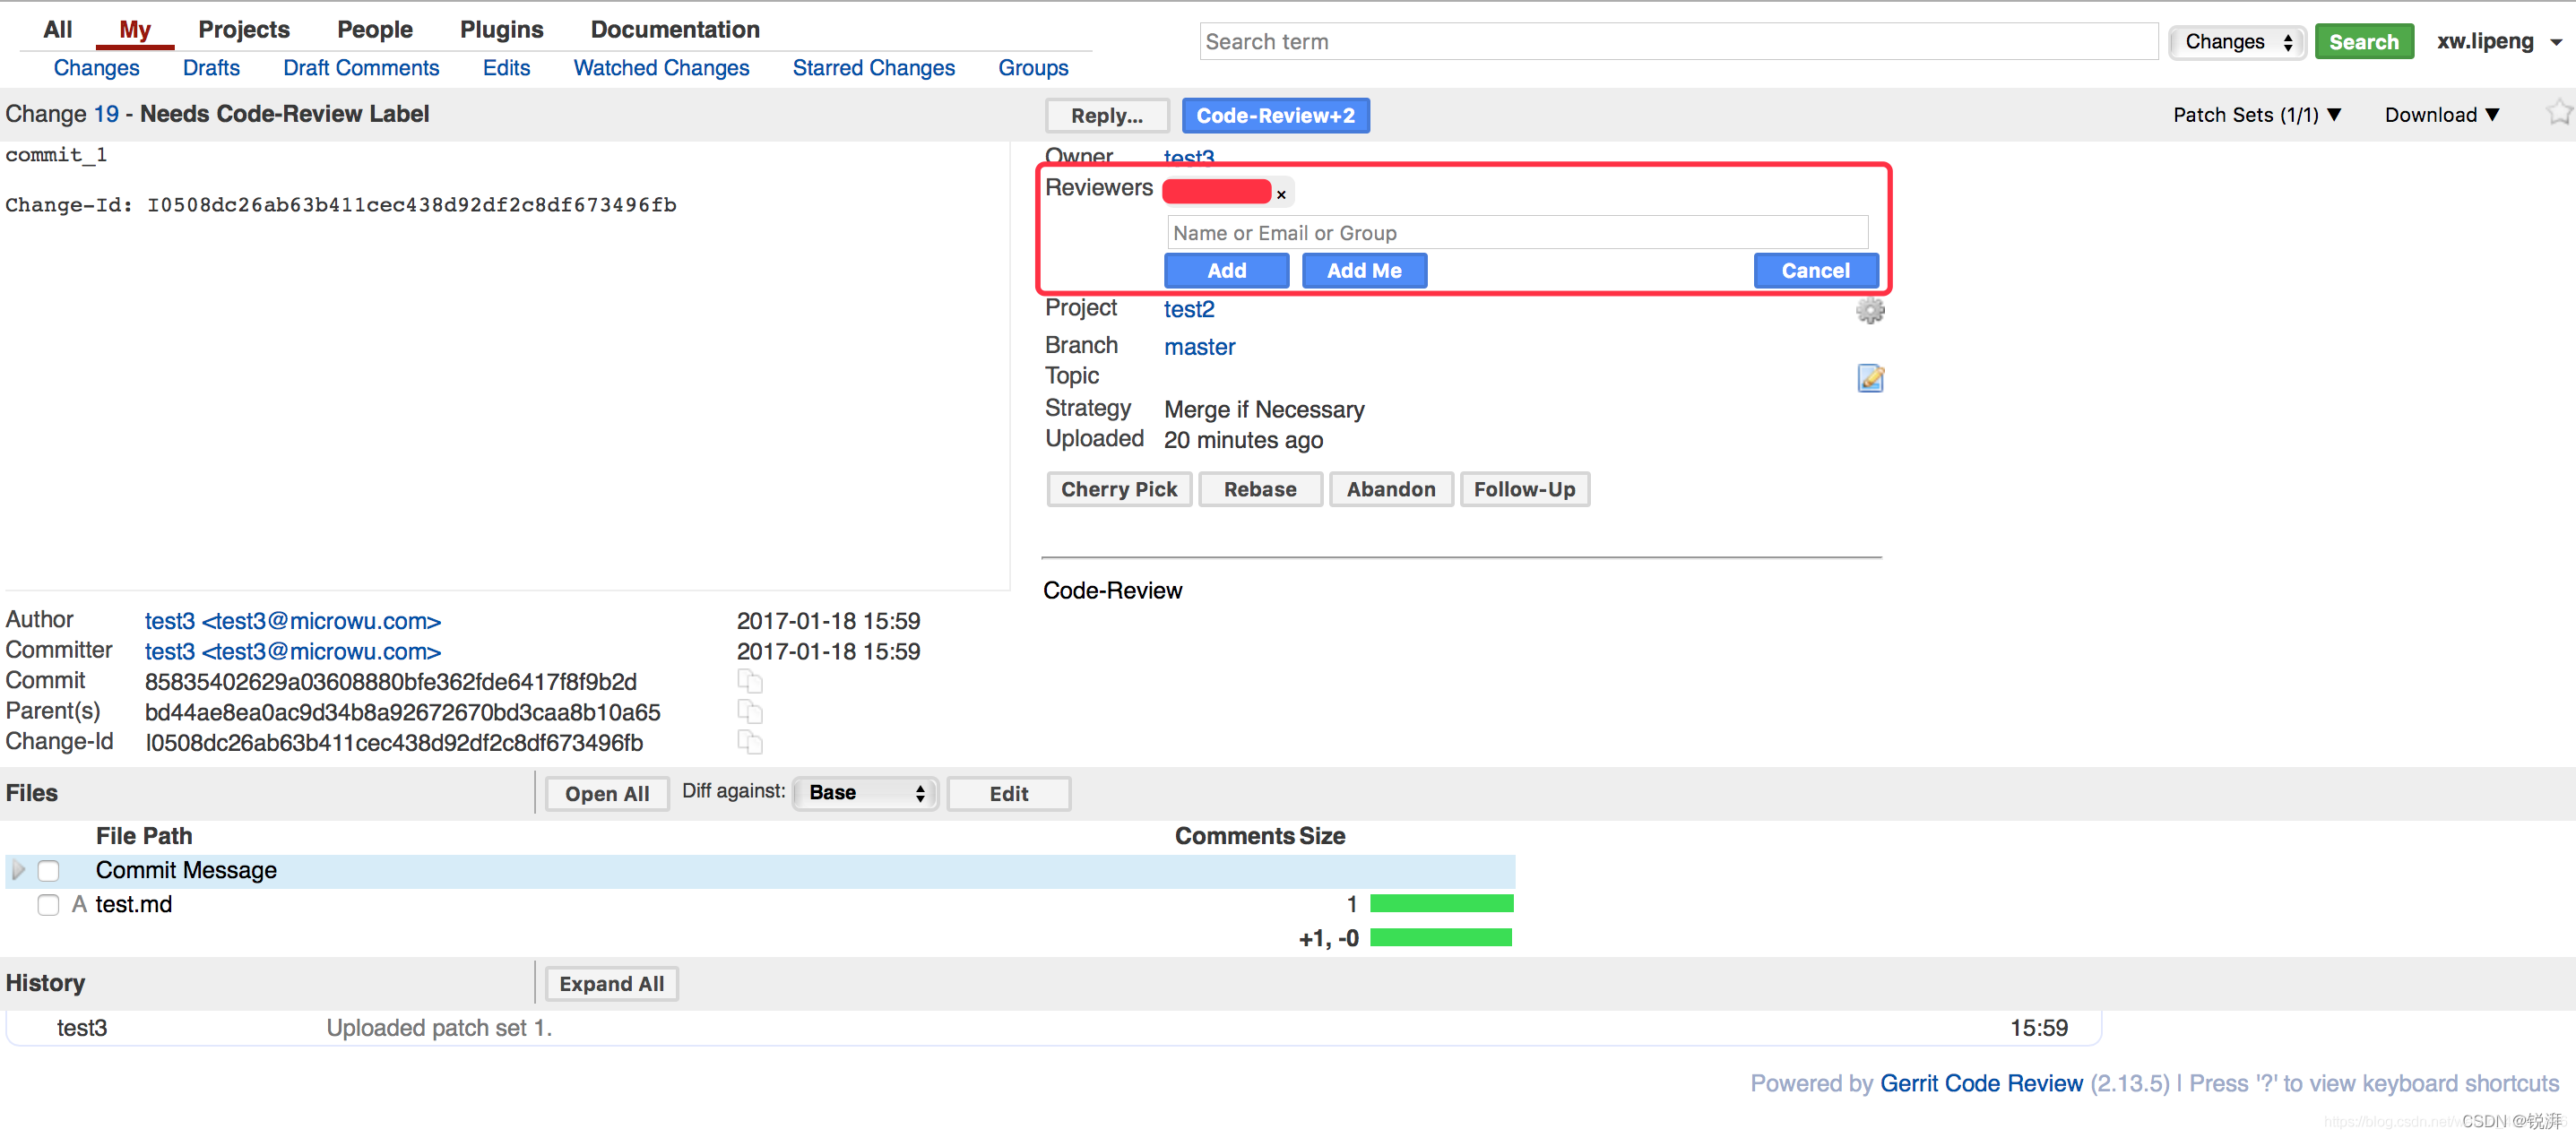 All My Projects People Plugins Documentation
Search term Changes Search xw.lipeng
Changes Drafts Draft Comments Edits Watched Changes Starred Changes Groups
Change 19 - Needs Code-Review Label
Reply... Code-Review+2
Patch Sets (1/1) ▼ Download ▼
commit_1
Change-Id: I0508dc26ab63b411cec438d92df2c8df673496fb
Owner test3
Reviewers ×
Name or Email or Group
Add Add Me Cancel
Project test2
Branch master
Topic
Strategy Merge if Necessary
Uploaded 20 minutes ago
Cherry Pick Rebase Abandon Follow-Up
Code-Review
Author test3 <test3@microwu.com> 2017-01-18 15:59
Committer test3 <test3@microwu.com> 2017-01-18 15:59
Commit 85835402629a03608880bfe362fde6417f8f9b2d
Parent(s) bd44ae8ea0ac9d34b8a92672670bd3caa8b10a65
Change-Id I0508dc26ab63b411cec438d92df2c8df673496fb
Files Open All Diff against: Base Edit
File Path Comments Size
Commit Message
A test.md 1
+1, -0
History Expand All
test3 Uploaded patch set 1. 15:59
Powered by Gerrit Code Review (2.13.5) | Press '?' to view keyboard shortcuts
CSDN @锐湃